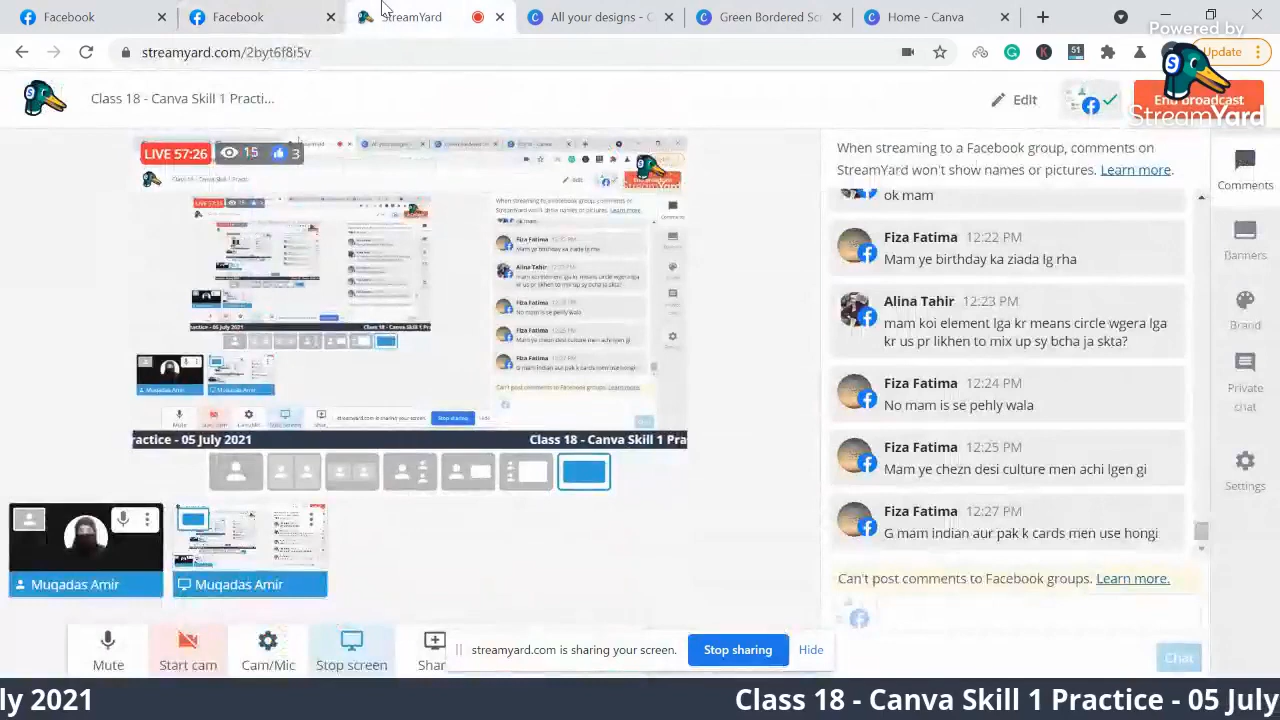 Facebook
Facebook
StreamYard
All your designs - C
Green Bordered Scr
Home - Canva
streamyard.com/2byt6f8i5v
Update
Powered by
StreamYard
Class 18 - Canva Skill 1 Practi...
Edit
End broadcast
LIVE 57:26
15
3
When streaming to a Facebook group, comments on
StreamYard won't show names or pictures. Learn more.
Fiza Fatima 12:22 PM
Mam ye birthday ka ziada lg rha
Alina Tahir 12:23 PM
mam koi element lga kr means circle wgera lga
kr us pr likhen to mix up sy bcha ja skta?
Fiza Fatima 12:24 PM
No mam is se pehly wala
Fiza Fatima 12:25 PM
Mam ye chezn desi culture men achi lgen gi
Fiza Fatima 12:27 PM
G mam indian aur pak k cards men use hongi
Can't post comments to Facebook groups. Learn more.
Chat
Comments
Banners
Brand
Private
chat
Settings
ractice - 05 July 2021
Class 18 - Canva Skill 1 Pra
Muqadas Amir
Muqadas Amir
Mute
Start cam
Cam/Mic
Stop screen
Shar
streamyard.com is sharing your screen.
Stop sharing
Hide
ly 2021
Class 18 - Canva Skill 1 Practice - 05 July